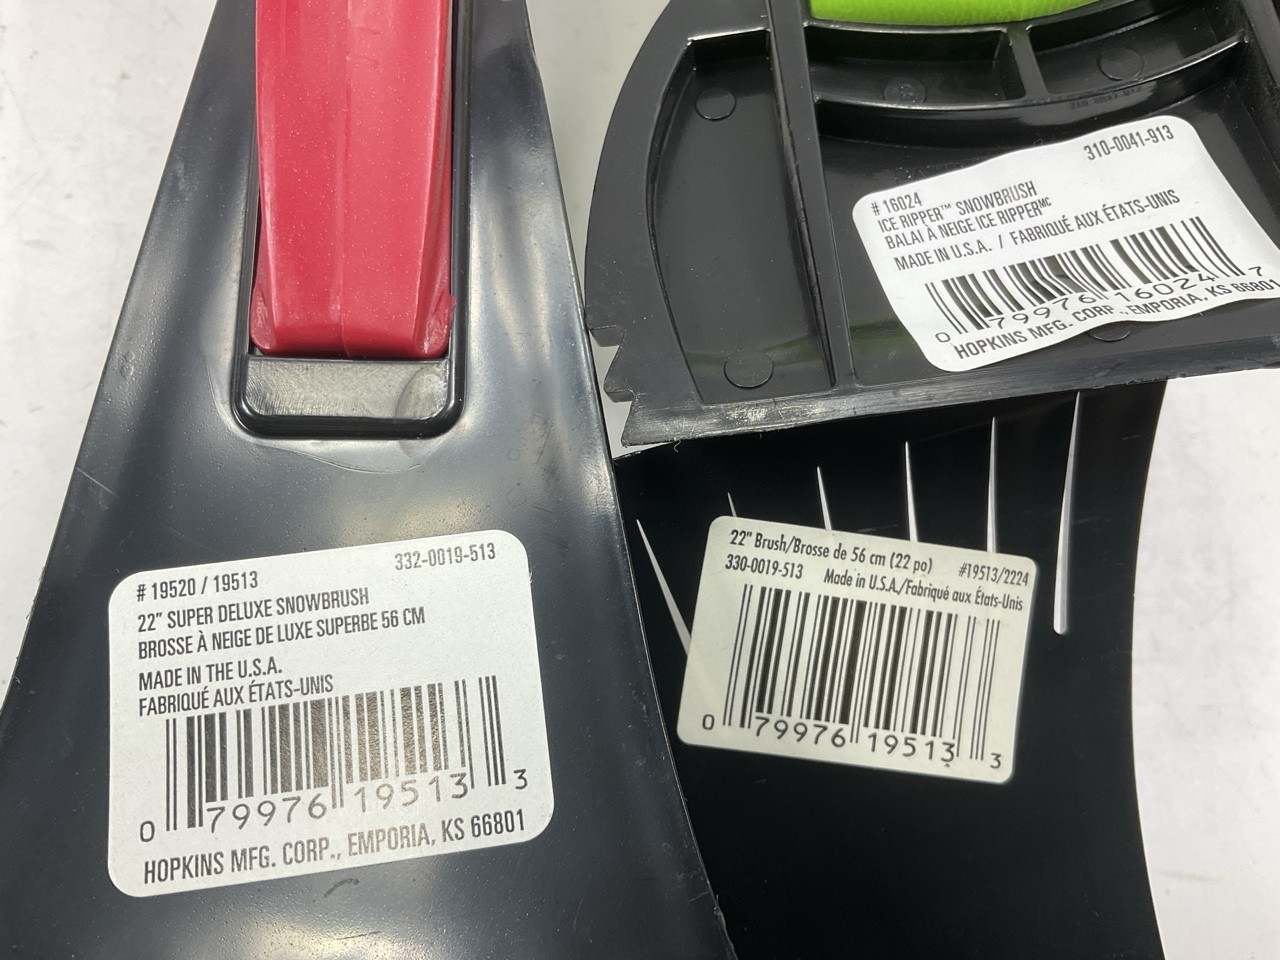 # 19520 / 19513 332-0019-513
22" SUPER DELUXE SNOWBRUSH
BROSSE À NEIGE DE LUXE SUPERBE 56 CM
MADE IN THE U.S.A.
FABRIQUÉ AUX ÉTATS-UNIS
0 79976 19513 3
HOPKINS MFG. CORP., EMPORIA, KS 66801
310-0041-913
# 16024
ICE RIPPER™ SNOWBRUSH
BALAI À NEIGE ICE RIPPERᴹᶜ
MADE IN U.S.A. / FABRIQUÉ AUX ÉTATS-UNIS
0 79976 16024 7
HOPKINS MFG. CORP., EMPORIA, KS 66801
22" Brush/Brosse de 56 cm (22 po) #19513/2224
330-0019-513 Made in U.S.A./Fabriqué aux États-Unis
0 79976 19513 3